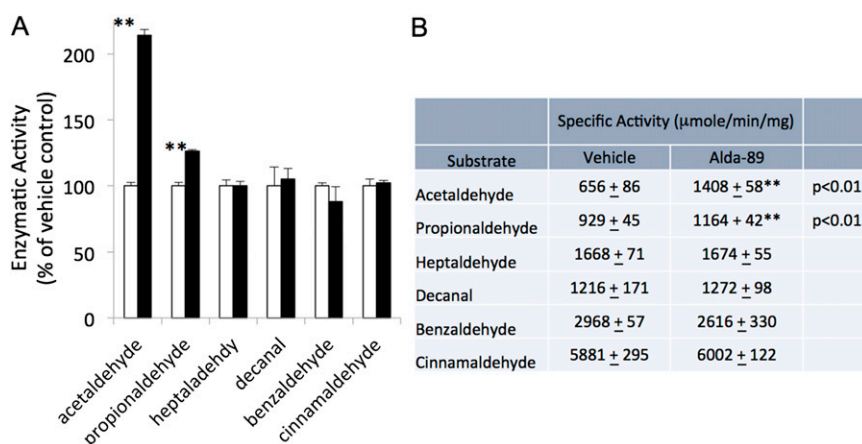 A
Enzymatic Activity
(% of vehicle control)
200
150
100
50
0
**
**
acetaldehyde
propionaldehyde
heptaladehdy
decanal
benzaldehyde
cinnamaldehyde
B
Specific Activity (μmole/min/mg)
Substrate Vehicle Alda-89
Acetaldehyde 656 ± 86 1408 ± 58** p<0.01
Propionaldehyde 929 ± 45 1164 + 42** p<0.01
Heptaldehyde 1668 ± 71 1674 ± 55
Decanal 1216 ± 171 1272 ± 98
Benzaldehyde 2968 ± 57 2616 ± 330
Cinnamaldehyde 5881 ± 295 6002 ± 122